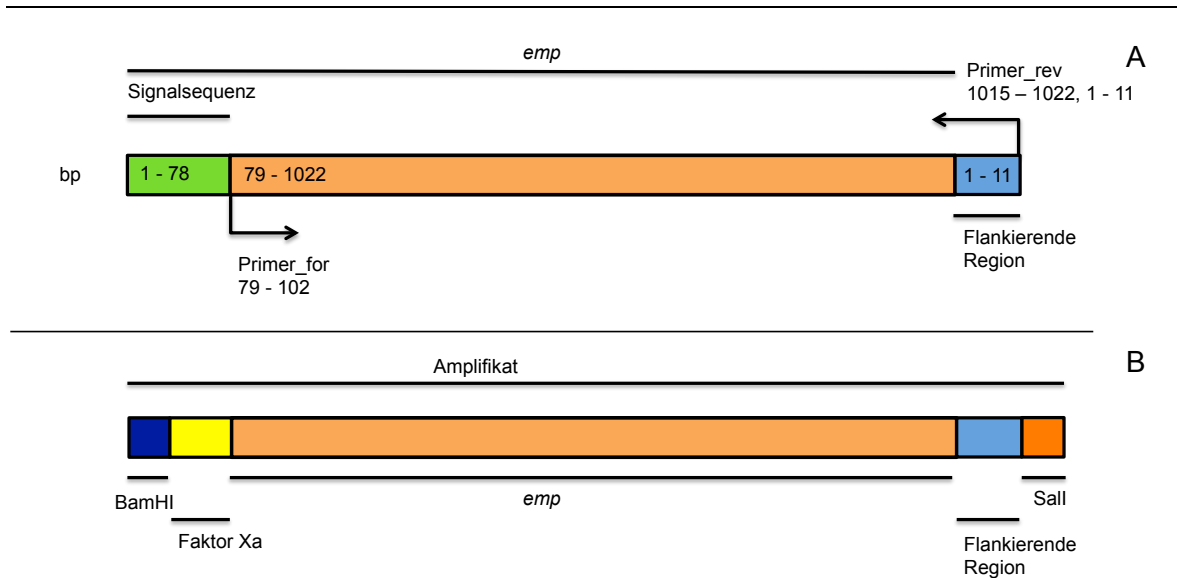 A
emp
Primer_rev
1015 – 1022, 1 - 11
Signalsequenz
bp
1 - 78
79 - 1022
1 - 11
Primer_for
79 - 102
Flankierende
Region
B
Amplifikat
BamHI
emp
SalI
Faktor Xa
Flankierende
Region